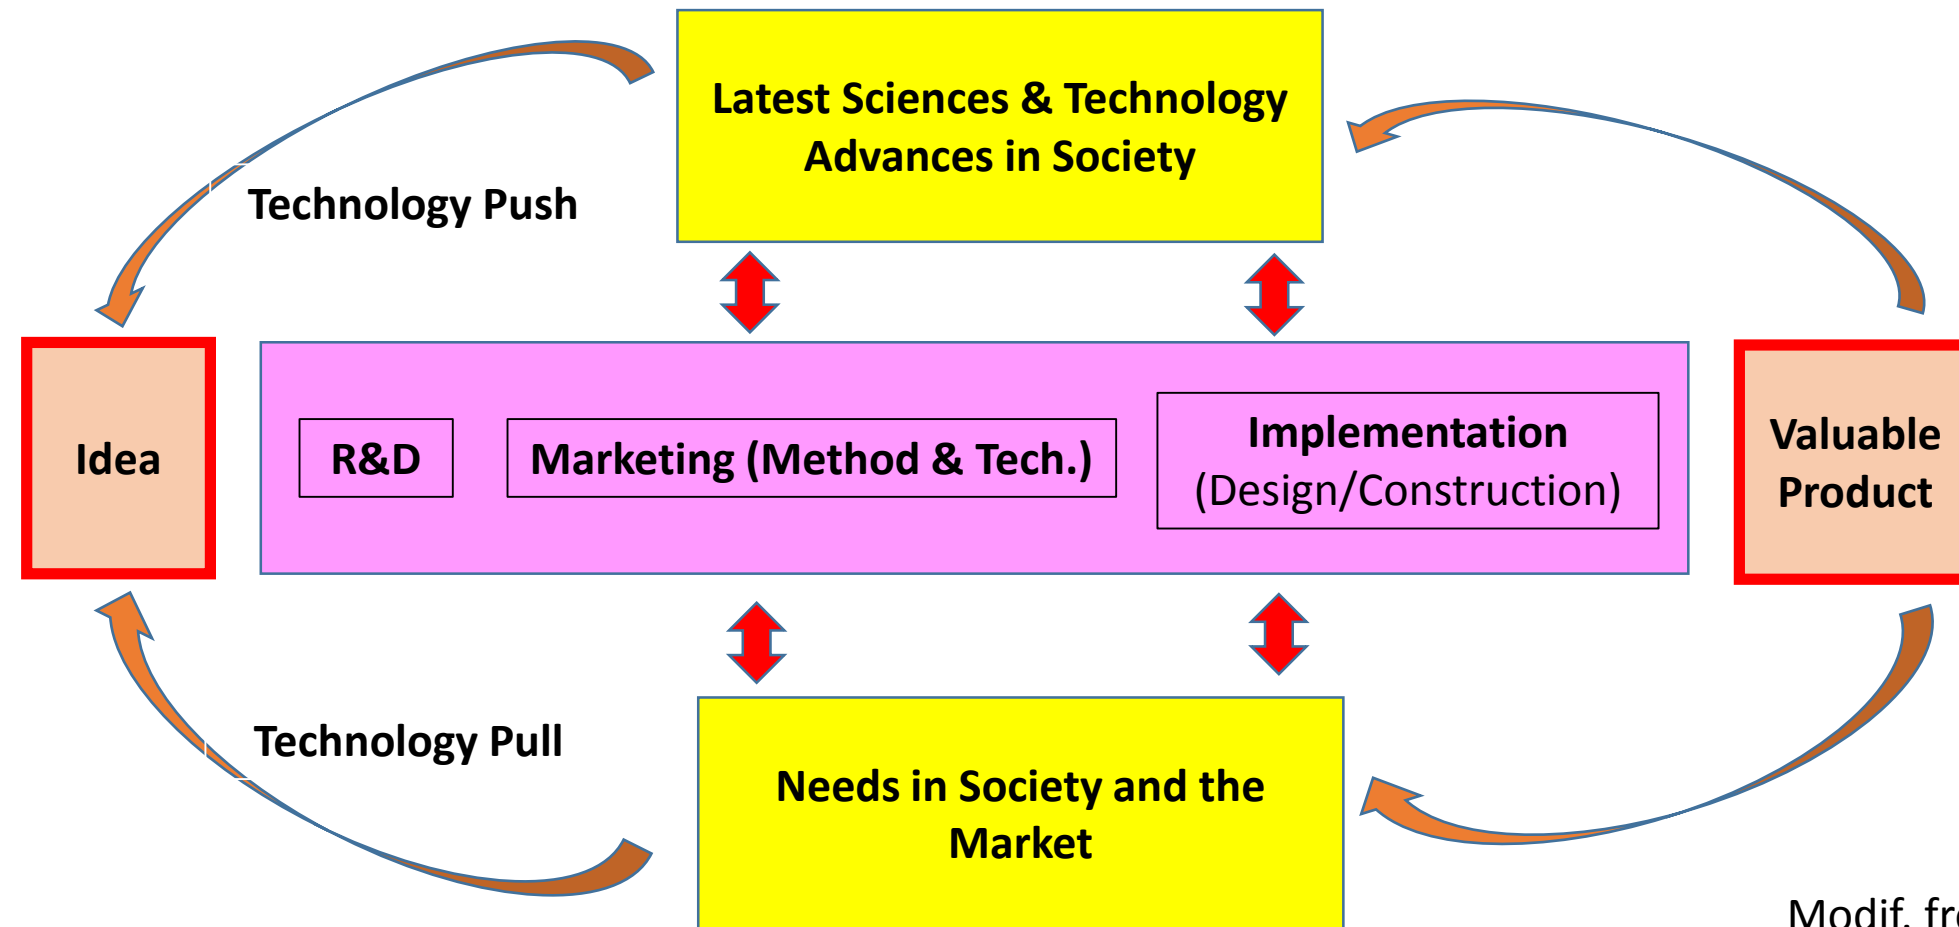 Latest Sciences & Technology
Advances in Society
Technology Push
Idea
R&D
Marketing (Method & Tech.)
Implementation
(Design/Construction)
Valuable
Product
Technology Pull
Needs in Society and the
Market
Modif.